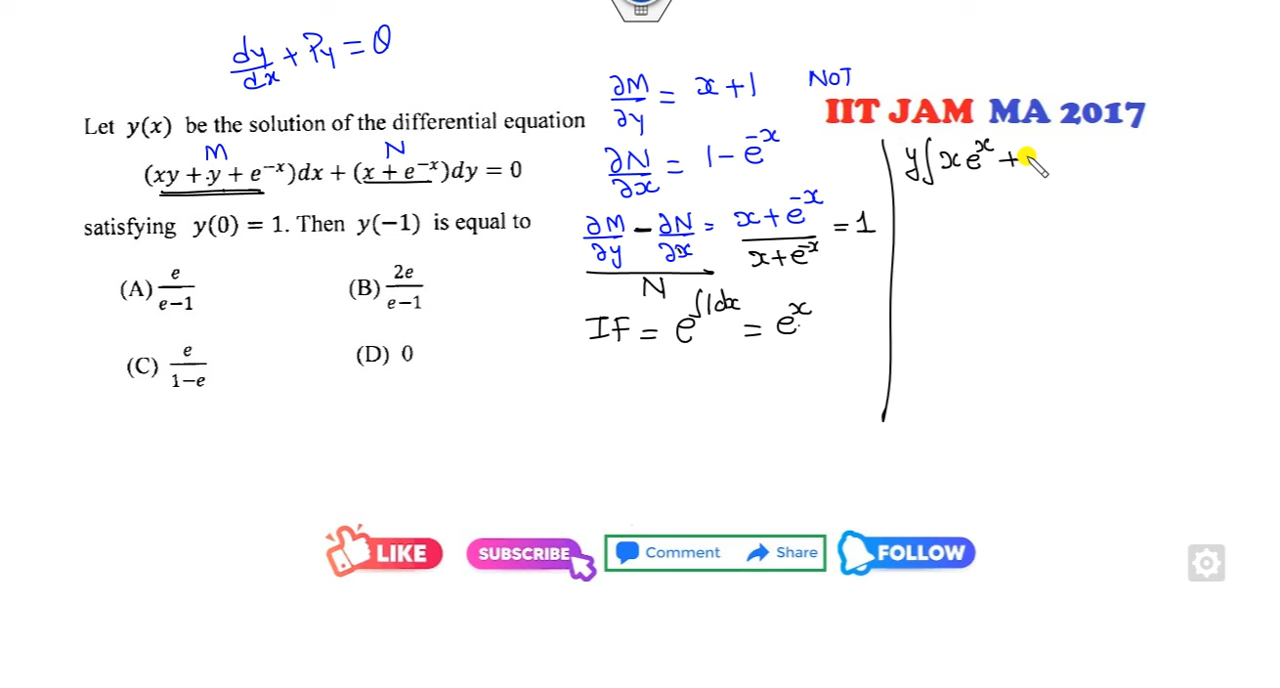 dy/dx + Py = Q
Let y(x) be the solution of the differential equation
M N
(xy + y + e⁻ˣ)dx + (x + e⁻ˣ)dy = 0
satisfying y(0) = 1. Then y(−1) is equal to
(A) e/(e−1) (B) 2e/(e−1)
(C) e/(1−e) (D) 0
∂M/∂y = x + 1 NOT
∂N/∂x = 1 − e⁻ˣ
(∂M/∂y − ∂N/∂x)/N = (x + e⁻ˣ)/(x + e⁻ˣ) = 1
IF = e^∫1dx = eˣ
IIT JAM MA 2017
y∫xeˣ +
LIKE SUBSCRIBE Comment Share FOLLOW